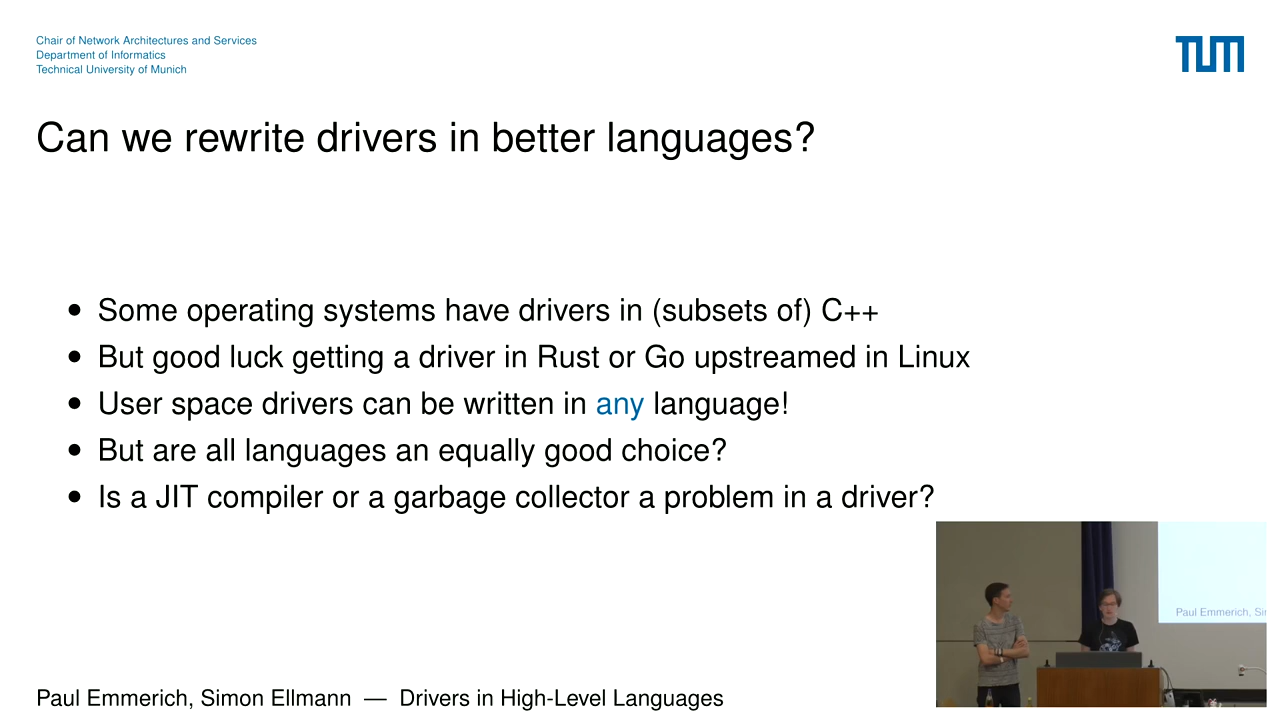 Chair of Network Architectures and Services
Department of Informatics
Technical University of Munich
TUM
Can we rewrite drivers in better languages?
• Some operating systems have drivers in (subsets of) C++
• But good luck getting a driver in Rust or Go upstreamed in Linux
• User space drivers can be written in any language!
• But are all languages an equally good choice?
• Is a JIT compiler or a garbage collector a problem in a driver?
Paul Emmerich, Si
Paul Emmerich, Simon Ellmann — Drivers in High-Level Languages